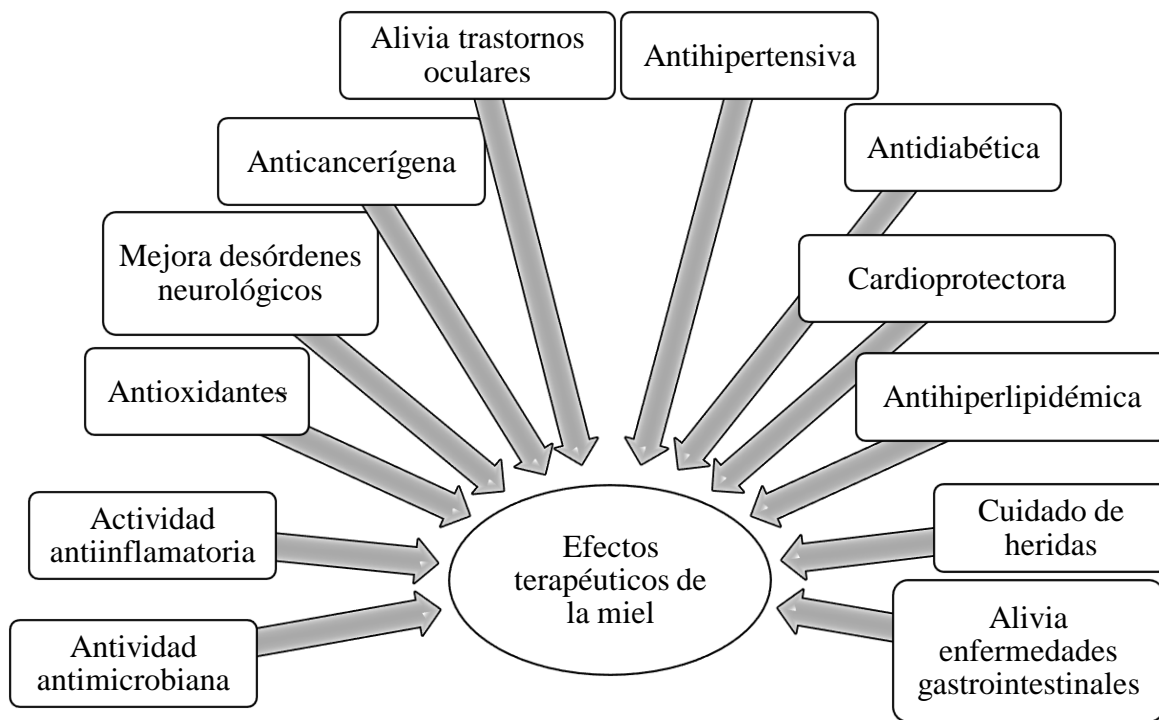 Alivia trastornos
oculares
Antihipertensiva
Anticancerígena
Antidiabética
Mejora desórdenes
neurológicos
Cardioprotectora
Antioxidantes
Antihiperlipidémica
Actividad
antiinflamatoria
Cuidado de
heridas
Efectos
terapéuticos de
la miel
Antividad
antimicrobiana
Alivia
enfermedades
gastrointestinales